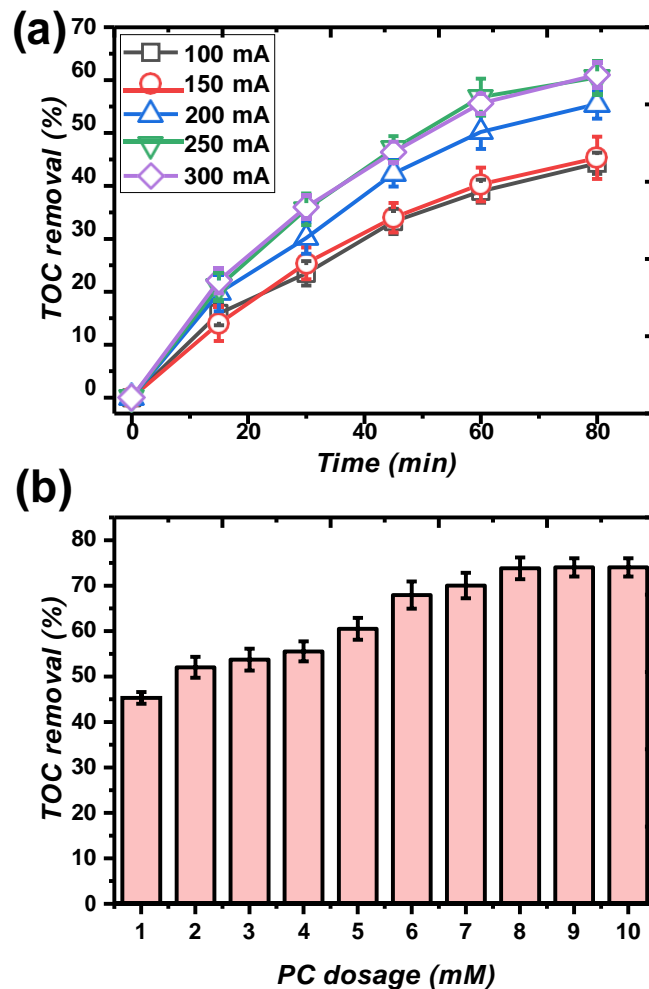 (a)
100 mA
150 mA
200 mA
250 mA
300 mA
TOC removal (%)
70
60
50
40
30
20
10
0
0 20 40 60 80
Time (min)
(b)
TOC removal (%)
80
70
60
50
40
30
20
10
0
1 2 3 4 5 6 7 8 9 10
PC dosage (mM)